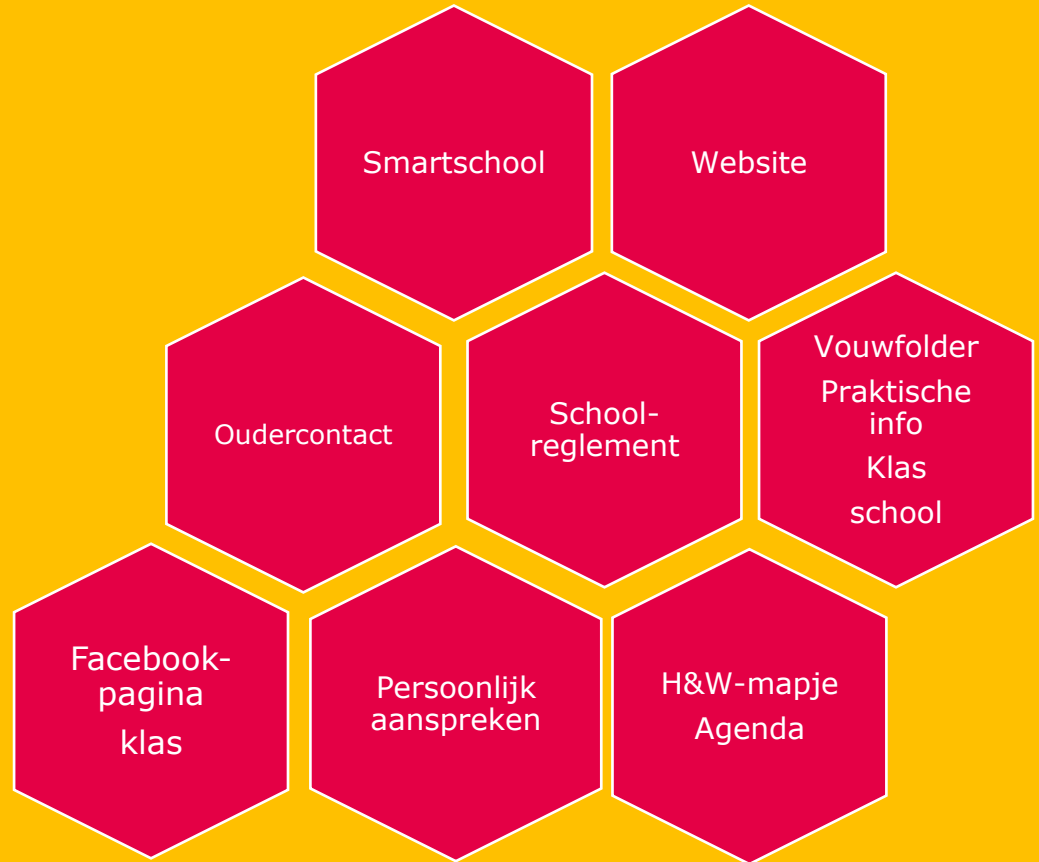 Smartschool
Website
Oudercontact
School-
reglement
Vouwfolder
Praktische
info
Klas
school
Facebook-
pagina
klas
Persoonlijk
aanspreken
H&W-mapje
Agenda